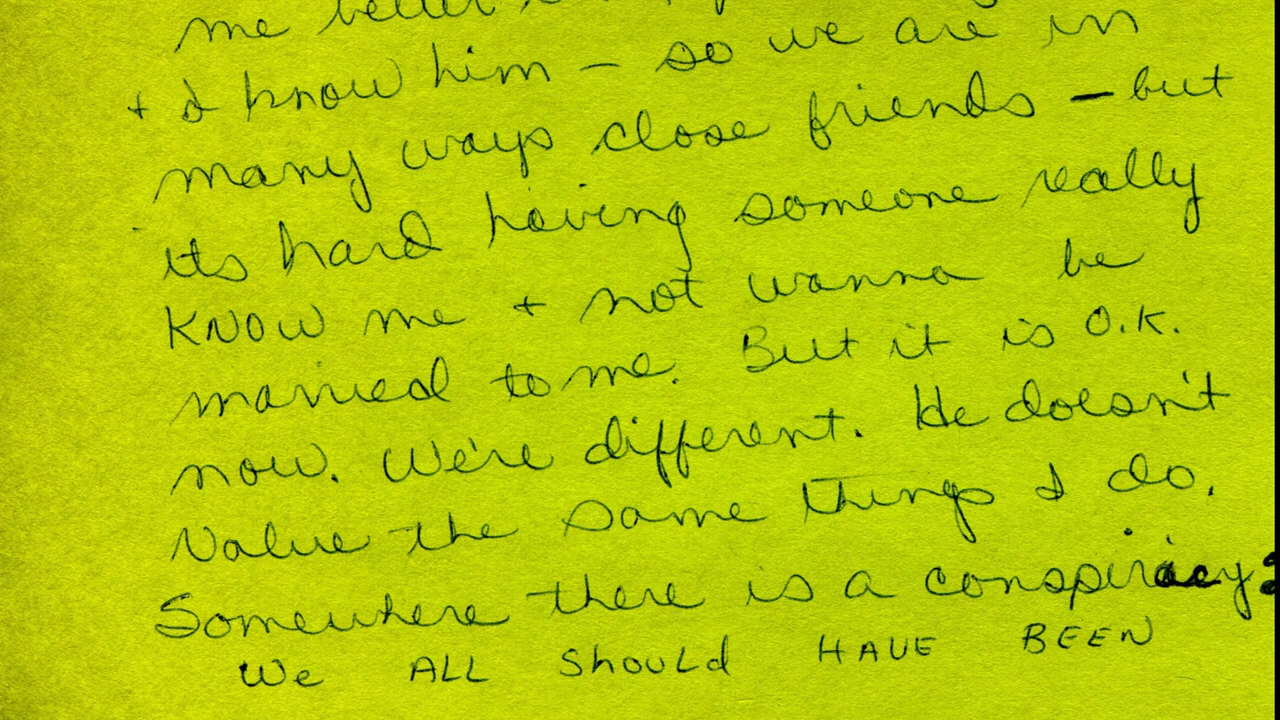 me better
+ I know him – so we are in
many ways close friends – but
its hard having someone really
KNOW me + not wanna be
married to me. But it is O.K.
now. We're different. He doesn't
value the same things I do.
Somewhere there is a conspiracy:
We ALL Should HAVE BEEN